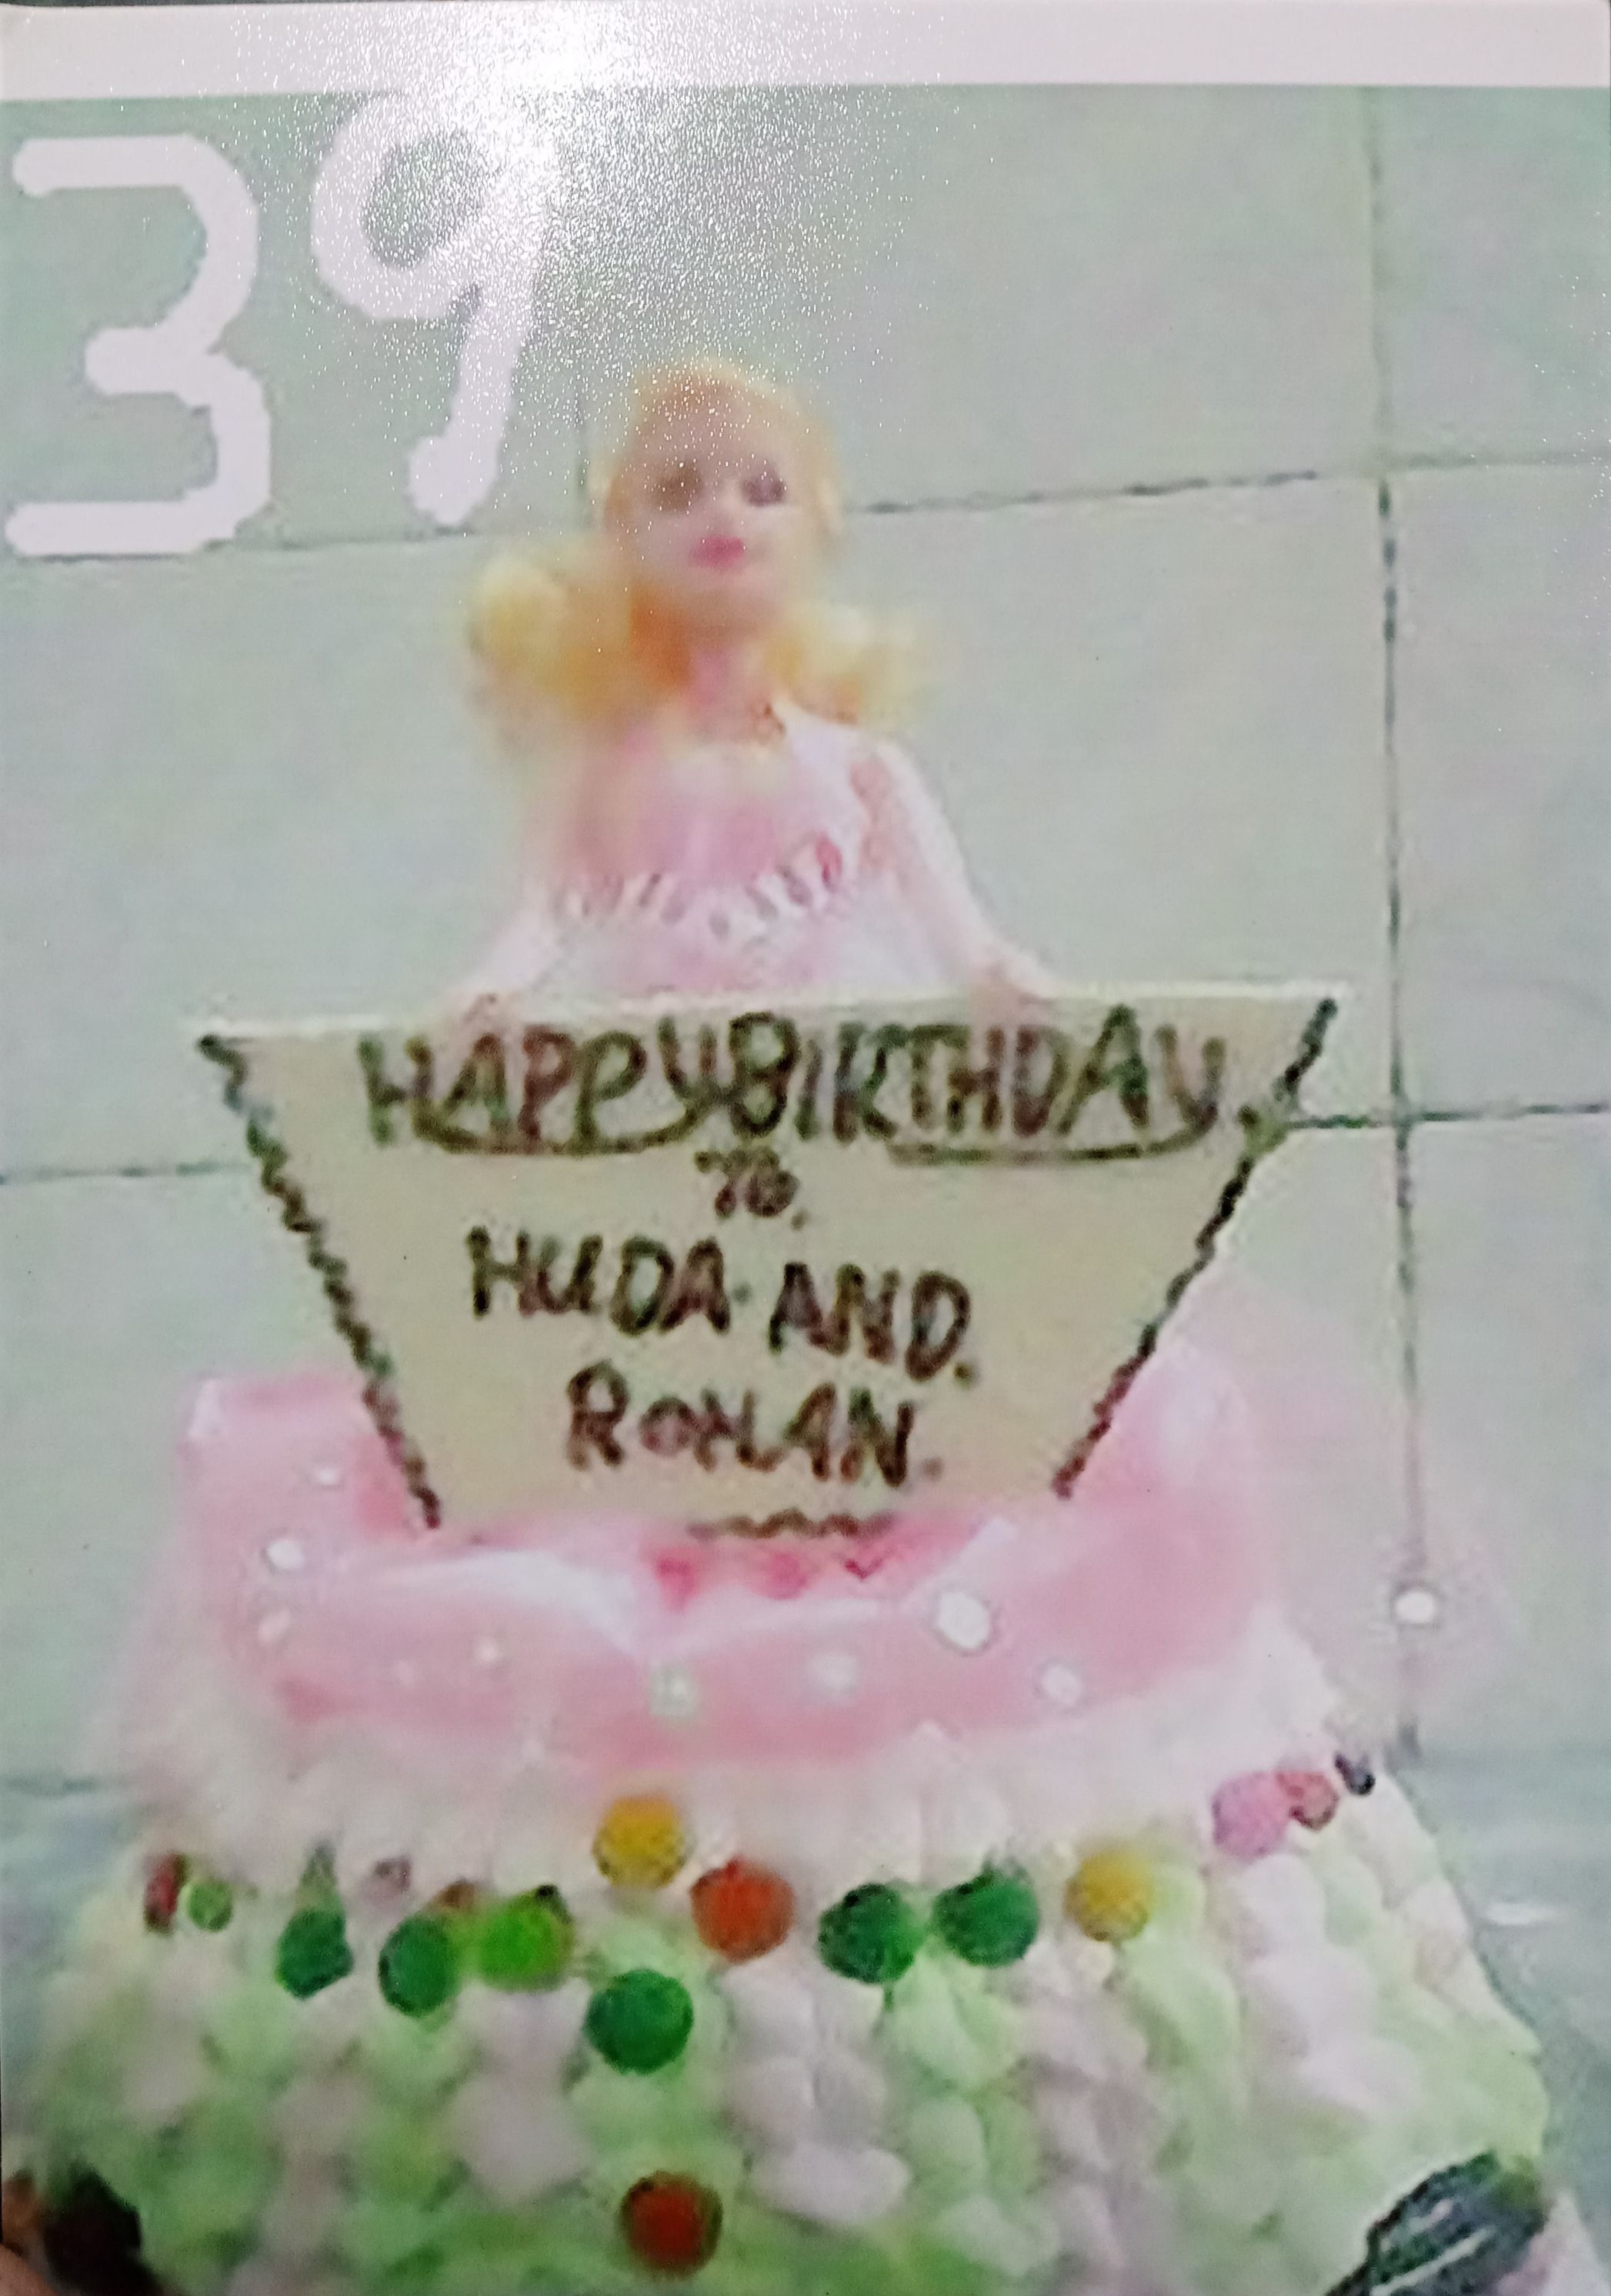 39
HAPPY BIRTHDAY
TO,
HUDA AND.
ROHAN.